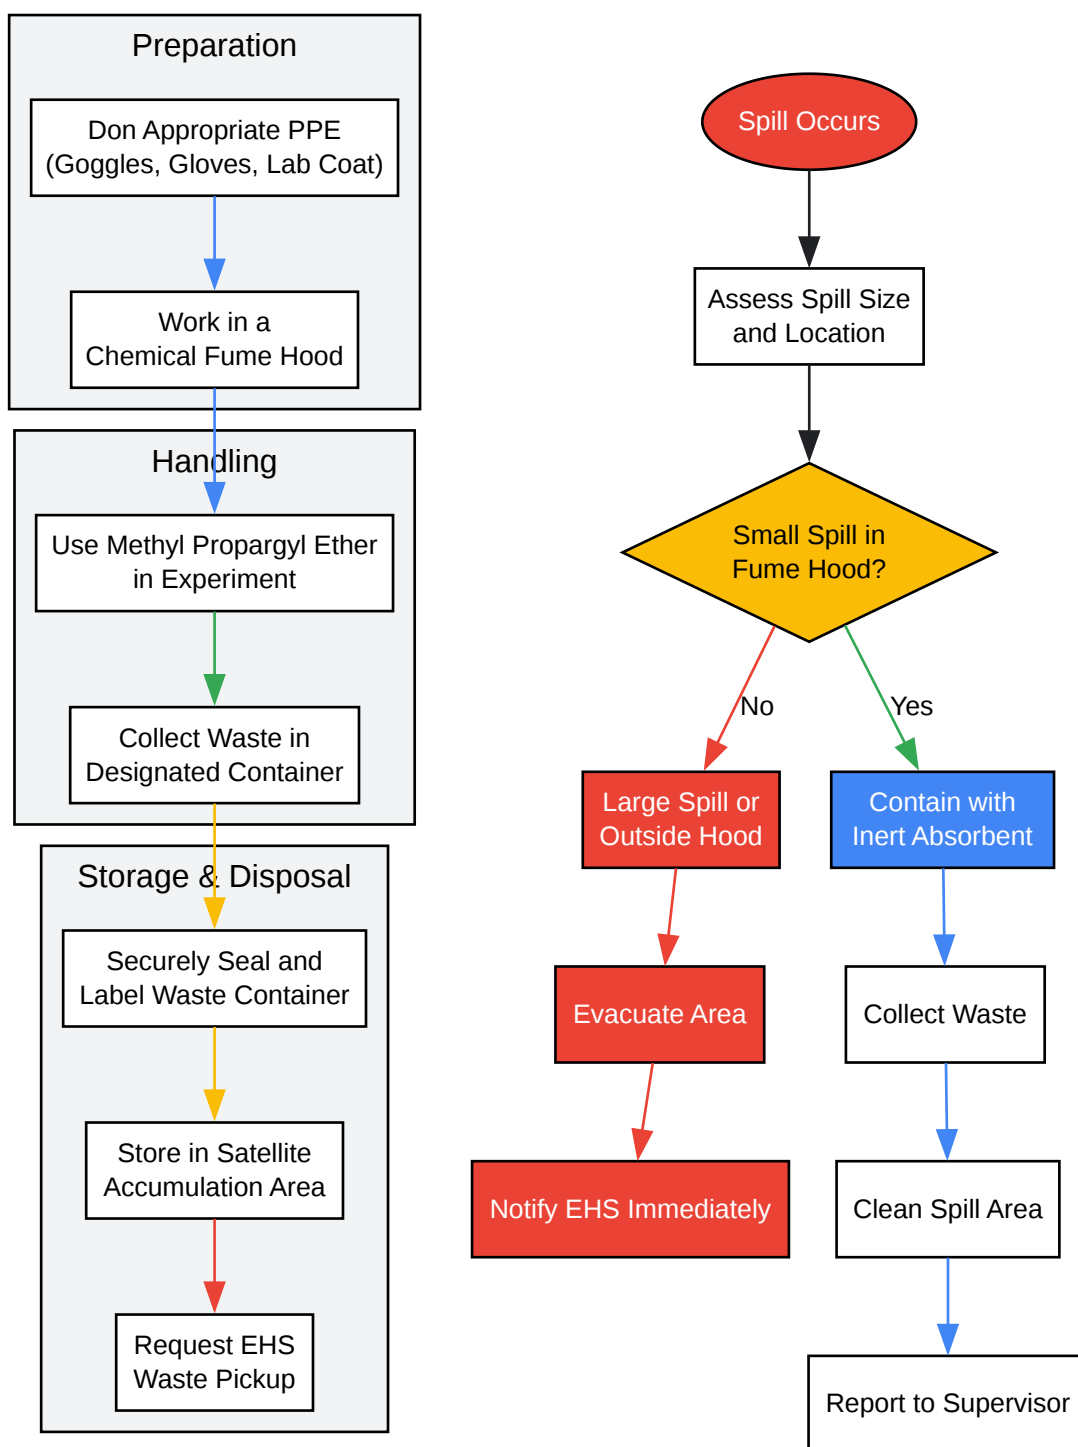 Preparation
Don Appropriate PPE
(Goggles, Gloves, Lab Coat)
Work in a
Chemical Fume Hood
Handling
Use Methyl Propargyl Ether
in Experiment
Collect Waste in
Designated Container
Storage & Disposal
Securely Seal and
Label Waste Container
Store in Satellite
Accumulation Area
Request EHS
Waste Pickup
Spill Occurs
Assess Spill Size
and Location
Small Spill in
Fume Hood?
No
Yes
Large Spill or
Outside Hood
Evacuate Area
Notify EHS Immediately
Contain with
Inert Absorbent
Collect Waste
Clean Spill Area
Report to Supervisor